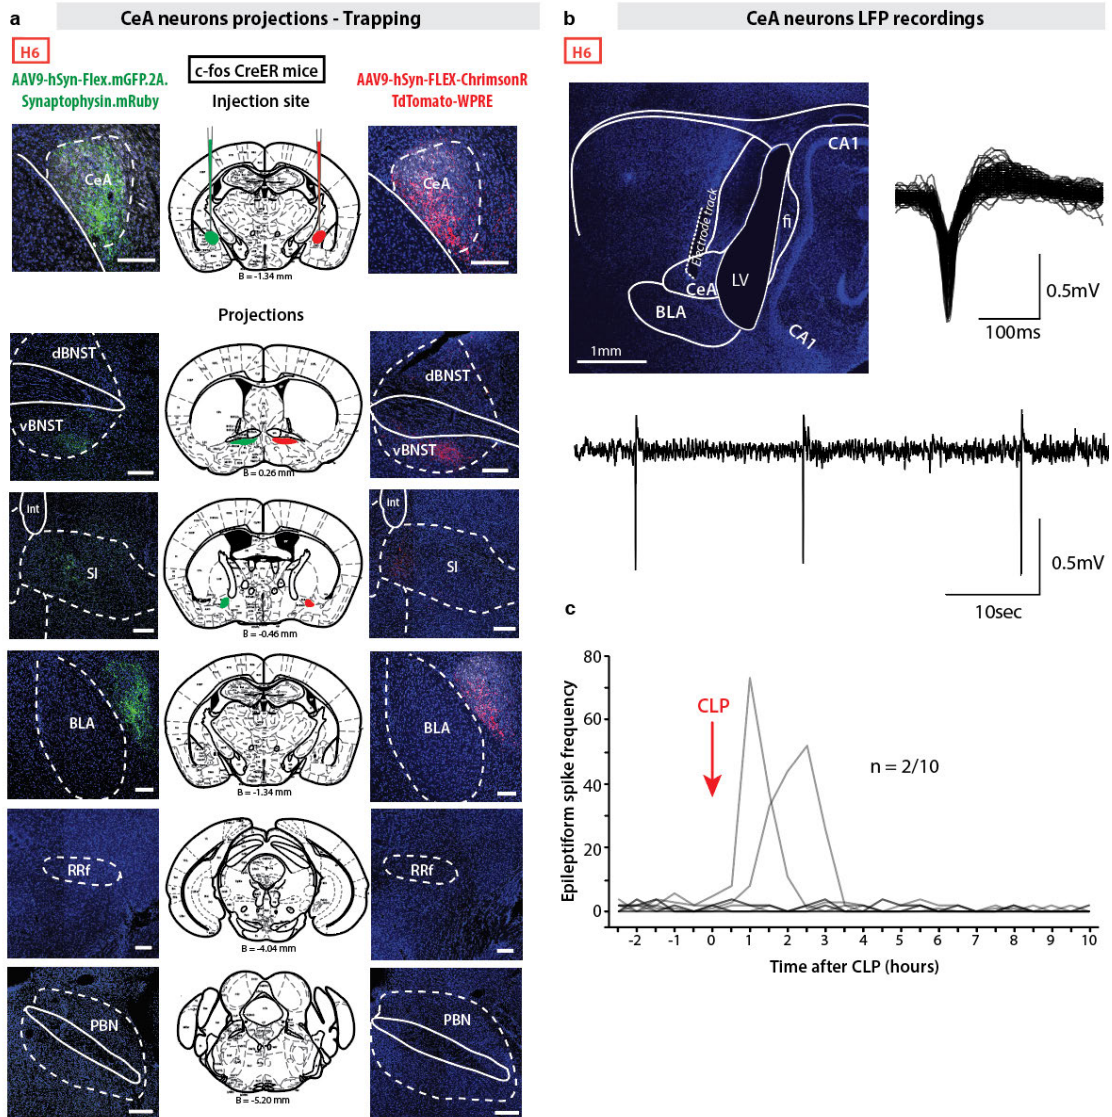 a
CeA neurons projections - Trapping
H6
AAV9-hSyn-Flex.mGFP.2A.
Synaptophysin.mRuby
c-fos CreER mice
Injection site
AAV9-hSyn-FLEX-ChrimsonR
TdTomato-WPRE
CeA
CeA
B = -1.34 mm
Projections
dBNST
vBNST
dBNST
vBNST
B = 0.26 mm
Int
SI
Int
SI
B = -0.46 mm
BLA
BLA
B = -1.34 mm
RRf
RRf
B = -4.04 mm
PBN
PBN
B = -5.20 mm
b
CeA neurons LFP recordings
H6
CA1
Electrode track
fi
LV
CeA
BLA
CA1
1mm
0.5mV
100ms
0.5mV
10sec
c
80
60
40
20
0
Epileptiform spike frequency
CLP
n = 2/10
-2 -1 0 1 2 3 4 5 6 7 8 9 10
Time after CLP (hours)